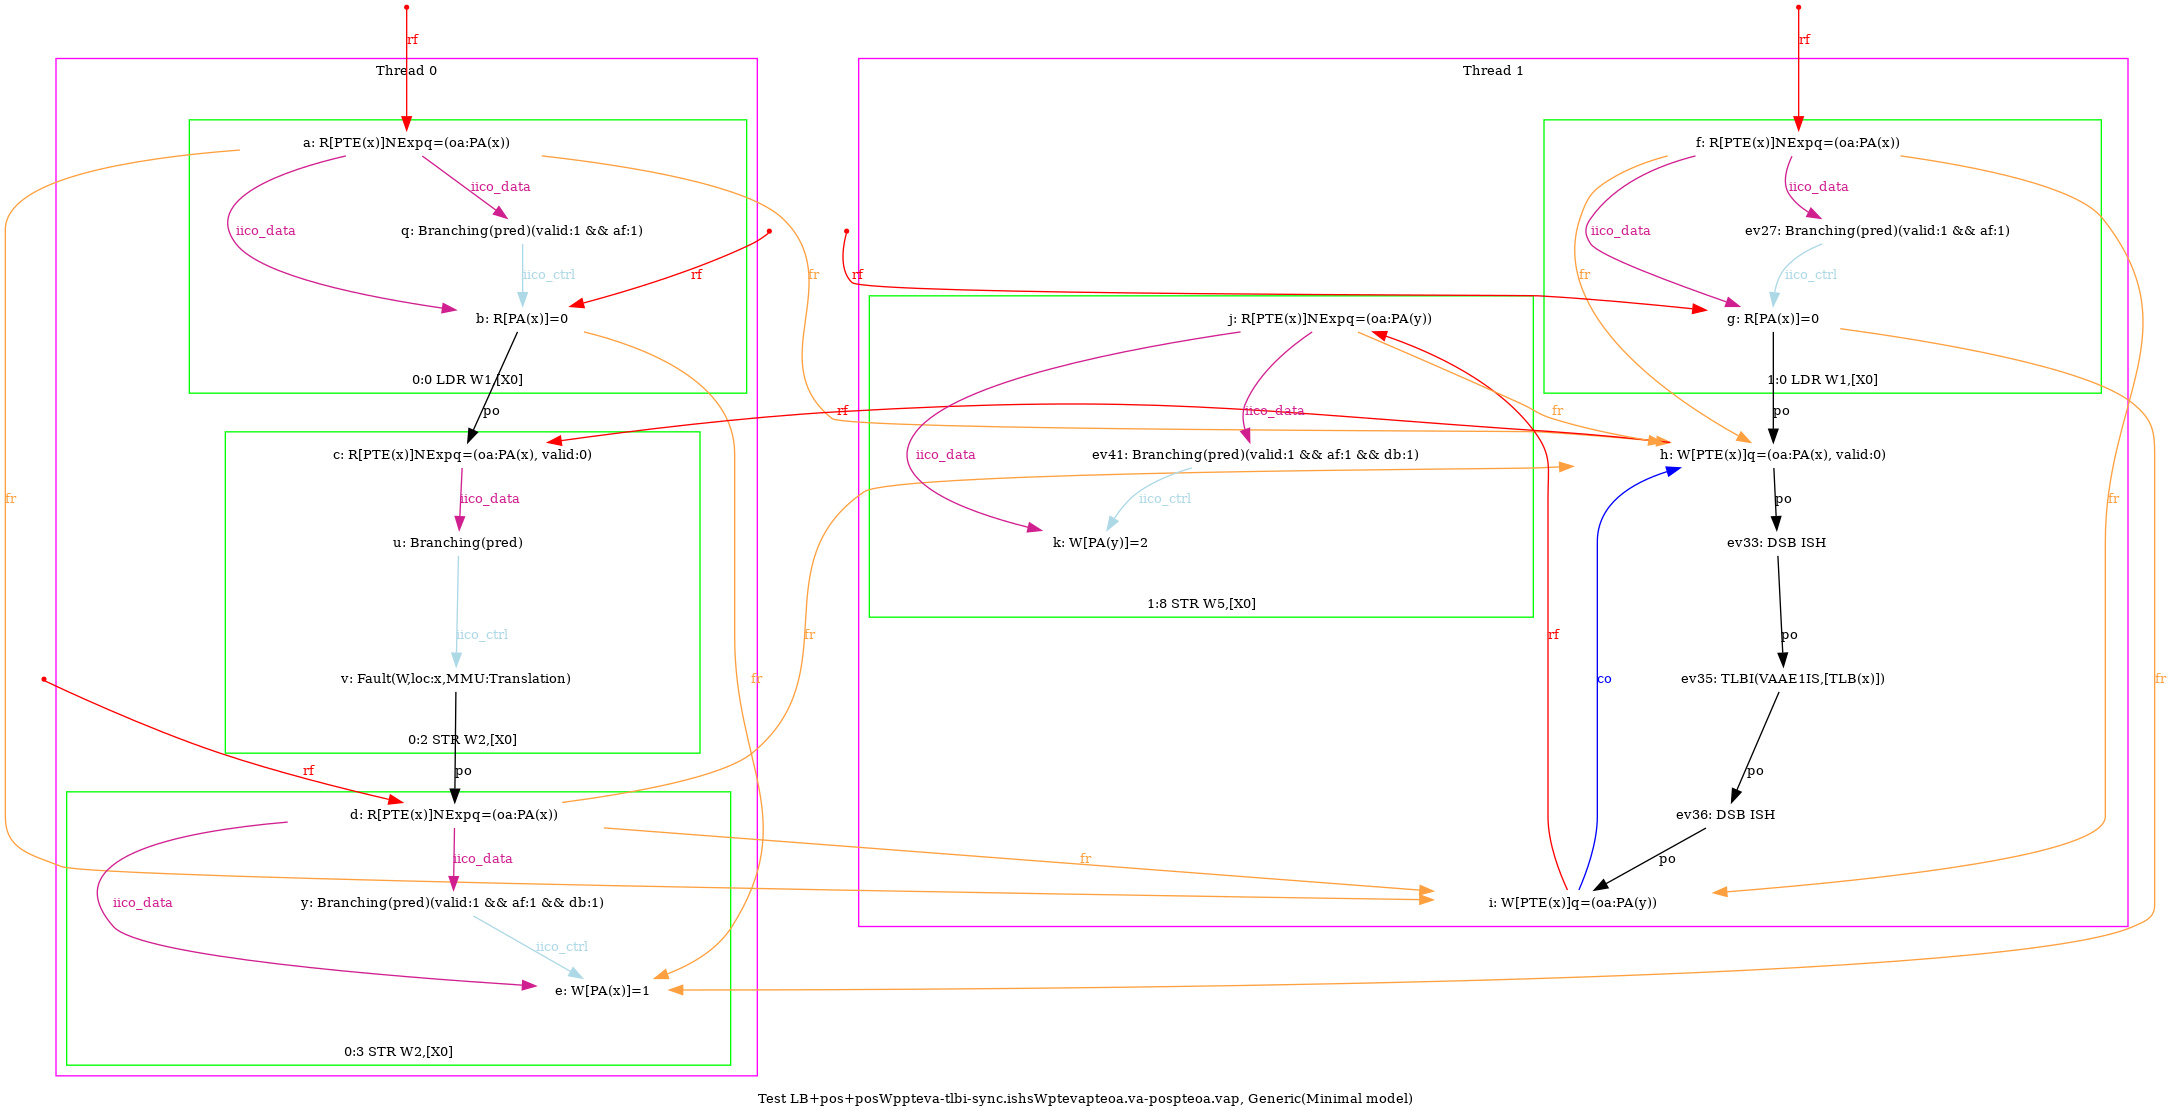 rf
rf
Thread 0
Thread 1
a: R[PTE(x)]NExpq=(oa:PA(x))
f: R[PTE(x)]NExpq=(oa:PA(x))
iico_data
iico_data
iico_data
q: Branching(pred)(valid:1 && af:1)
iico_data
ev27: Branching(pred)(valid:1 && af:1)
iico_ctrl
rf
fr
rf
fr
iico_ctrl
b: R[PA(x)]=0
j: R[PTE(x)]NExpq=(oa:PA(y))
g: R[PA(x)]=0
0:0 LDR W1,[X0]
1:0 LDR W1,[X0]
po
rf
iico_data
fr
po
c: R[PTE(x)]NExpq=(oa:PA(x), valid:0)
iico_data
ev41: Branching(pred)(valid:1 && af:1 && db:1)
h: W[PTE(x)]q=(oa:PA(x), valid:0)
fr
iico_data
iico_ctrl
po
fr
u: Branching(pred)
k: W[PA(y)]=2
ev33: DSB ISH
1:8 STR W5,[X0]
iico_ctrl
fr
rf
po
v: Fault(W,loc:x,MMU:Translation)
fr
co
ev35: TLBI(VAAE1IS,[TLB(x)])
fr
0:2 STR W2,[X0]
rf
po
po
d: R[PTE(x)]NExpq=(oa:PA(x))
ev36: DSB ISH
iico_data
fr
po
iico_data
y: Branching(pred)(valid:1 && af:1 && db:1)
i: W[PTE(x)]q=(oa:PA(y))
iico_ctrl
e: W[PA(x)]=1
0:3 STR W2,[X0]
Test LB+pos+posWppteva-tlbi-sync.ishsWptevapteoa.va-pospteoa.vap, Generic(Minimal model)